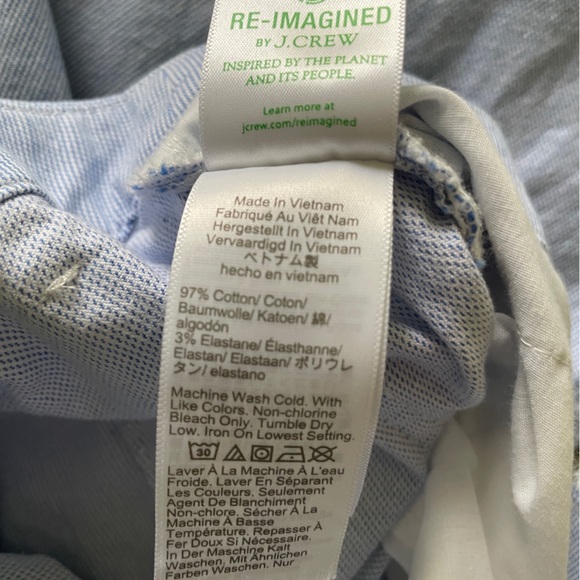 RE-IMAGINED
BY J.CREW
INSPIRED BY THE PLANET
AND ITS PEOPLE.
Learn more at
jcrew.com/reimagined
Made In Vietnam
Fabriqué Au Viêt Nam
Hergestellt In Vietnam
Vervaardigd In Vietnam
ベトナム製
hecho en vietnam
97% Cotton/ Coton/
Baumwolle/ Katoen/ 綿/
algodón
3% Elastane/ Élasthanne/
Elastan/ Elastaan/ ポリウレ
タン/ elastano
Machine Wash Cold. With
Like Colors. Non-chlorine
Bleach Only. Tumble Dry
Low. Iron On Lowest Setting.
30
Laver À La Machine À L'eau
Froide. Laver En Séparant
Les Couleurs. Seulement
Agent De Blanchiment
Non-chlore. Sécher À La
Machine À Basse
Température. Repasser À
Fer Doux Si Nécessaire.
In Der Maschine Kalt
Waschen. Mit Ähnlichen
Farben Waschen. Nur